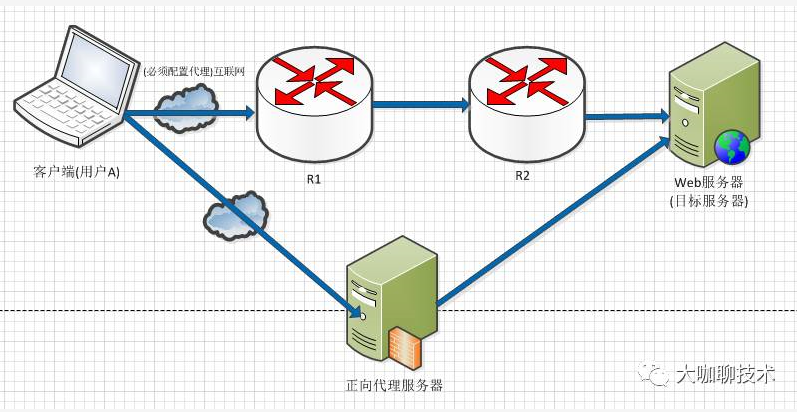 (必须配置代理)互联网
客户端(用户A)
R1
R2
Web服务器
(目标服务器)
正向代理服务器
大咖聊技术